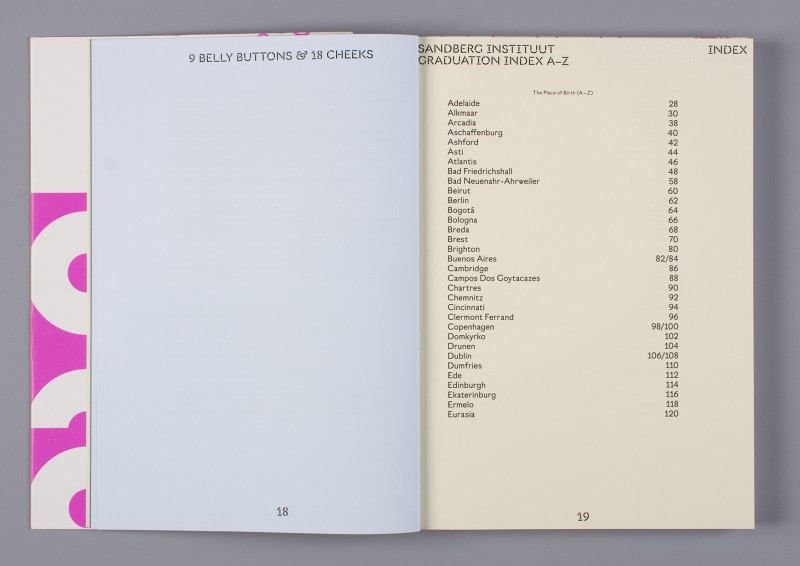 9 BELLY BUTTONS & 18 CHEEKS
18
SANDBERG INSTITUUT
GRADUATION INDEX A–Z
INDEX
The Place of Birth (A–Z)
Adelaide 28
Alkmaar 30
Arcadia 38
Aschaffenburg 40
Ashford 42
Asti 44
Atlantis 46
Bad Friedrichshall 48
Bad Neuenahr-Ahrweiler 58
Beirut 60
Berlin 62
Bogotá 64
Bologna 66
Breda 68
Brest 70
Brighton 80
Buenos Aires 82/84
Cambridge 86
Campos Dos Goytacazes 88
Chartres 90
Chemnitz 92
Cincinati 94
Clermont Ferrand 96
Copenhagen 98/100
Domkyrko 102
Drunen 104
Dublin 106/108
Dumfries 110
Ede 112
Edinburgh 114
Ekaterinburg 116
Ermelo 118
Eurasia 120
19